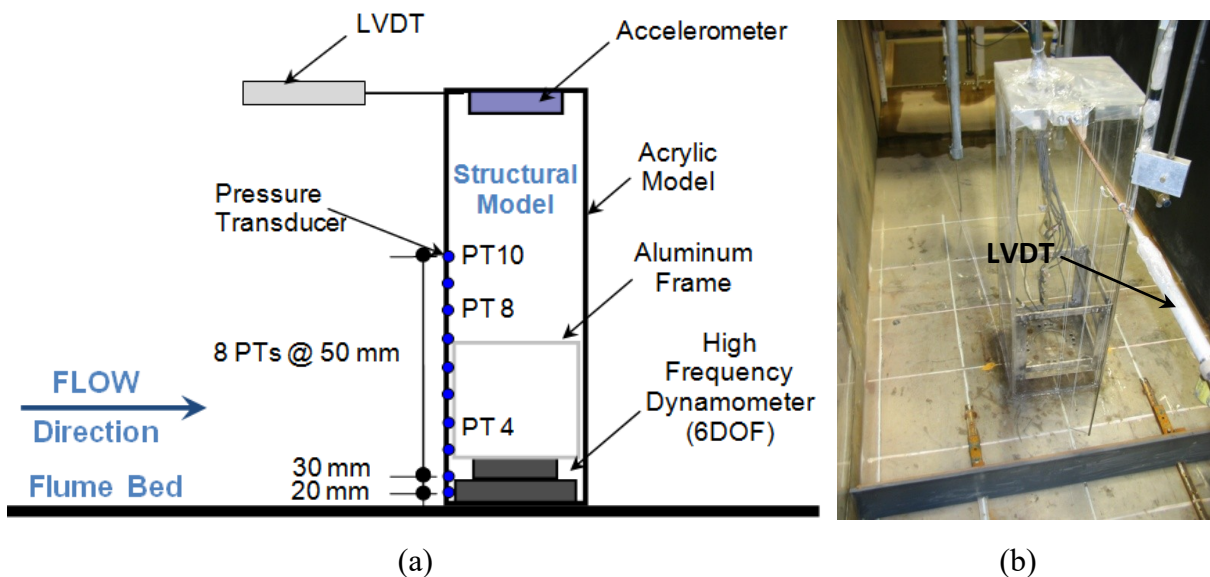 LVDT
Accelerometer
Acrylic
Model
Structural
Model
Pressure
Transducer
PT10
Aluminum
Frame
PT 8
8 PTs @ 50 mm
High
Frequency
Dynamometer
(6DOF)
FLOW
Direction
PT 4
30 mm
Flume Bed
20 mm
LVDT
(a)
(b)